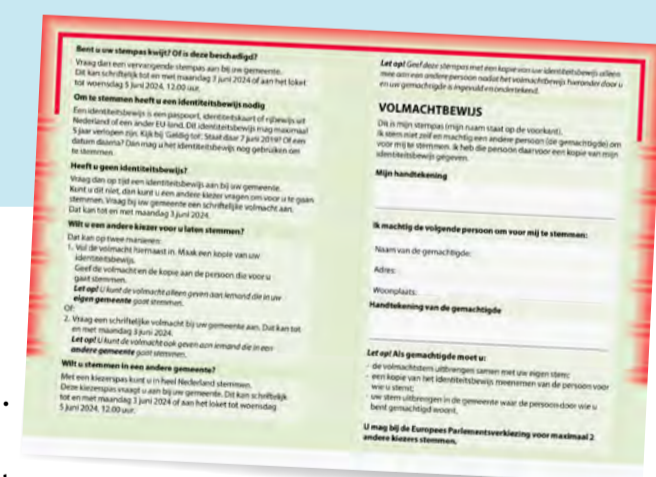 Bent u uw stempas kwijt? Of is deze beschadigd?
Vraag dan een vervangende stempas aan bij uw gemeente.
Dit kan schriftelijk tot en met maandag 3 juni 2024 of aan het loket
tot woensdag 5 juni 2024, 12.00 uur.
Om te stemmen heeft u een identiteitsbewijs nodig
Een identiteitsbewijs is een paspoort, identiteitskaart of rijbewijs uit
Nederland of een ander EU-land. Dit identiteitsbewijs mag maximaal
5 jaar verlopen zijn. Kijk bij 'Geldig tot'. Staat daar 7 juni 2019? Of een
datum daarna? Dan mag u het identiteitsbewijs nog gebruiken om
te stemmen.
Heeft u geen identiteitsbewijs?
Vraag dan op tijd een identiteitsbewijs aan bij uw gemeente.
Kunt u dit niet, dan kunt u een andere kiezer vragen om voor u te gaan
stemmen. Vraag bij uw gemeente een schriftelijke volmacht aan.
Dat kan tot en met maandag 3 juni 2024.
Wilt u een andere kiezer voor u laten stemmen?
Dat kan op twee manieren:
1. Vul de volmacht hiernaast in. Maak een kopie van uw
identiteitsbewijs.
Geef de volmacht en de kopie aan de persoon die voor u
gaat stemmen.
Let op! U kunt de volmacht alleen geven aan iemand die in uw
eigen gemeente gaat stemmen.
Of:
2. Vraag een schriftelijke volmacht bij uw gemeente aan. Dat kan tot
en met maandag 3 juni 2024.
Let op! U kunt de volmacht ook geven aan iemand die in een
andere gemeente gaat stemmen.
Wilt u stemmen in een andere gemeente?
Met een kiezerspas kunt u in heel Nederland stemmen.
Deze kiezerspas vraagt u aan bij uw gemeente. Dit kan schriftelijk
tot en met maandag 3 juni 2024 of aan het loket tot woensdag
5 juni 2024, 12.00 uur.
Let op! Geef deze stempas met een kopie van uw identiteitsbewijs alleen
mee aan een andere persoon nadat het volmachtbewijs hieronder door u
en uw gemachtigde is ingevuld en ondertekend.
VOLMACHTBEWIJS
Dit is mijn stempas (mijn naam staat op de voorkant).
Ik stem niet zelf en machtig een andere persoon (de gemachtigde) om
voor mij te stemmen. Ik heb die persoon daarvoor een kopie van mijn
identiteitsbewijs gegeven.
Mijn handtekening
Ik machtig de volgende persoon om voor mij te stemmen:
Naam van de gemachtigde:
Adres:
Woonplaats:
Handtekening van de gemachtigde
Let op! Als gemachtigde moet u:
- de volmachtstem uitbrengen samen met uw eigen stem;
- een kopie van het identiteitsbewijs meenemen van de persoon voor
wie u stemt;
- uw stem uitbrengen in de gemeente waar de persoon door wie u
bent gemachtigd woont.
U mag bij de Europees Parlementsverkiezing voor maximaal 2
andere kiezers stemmen.